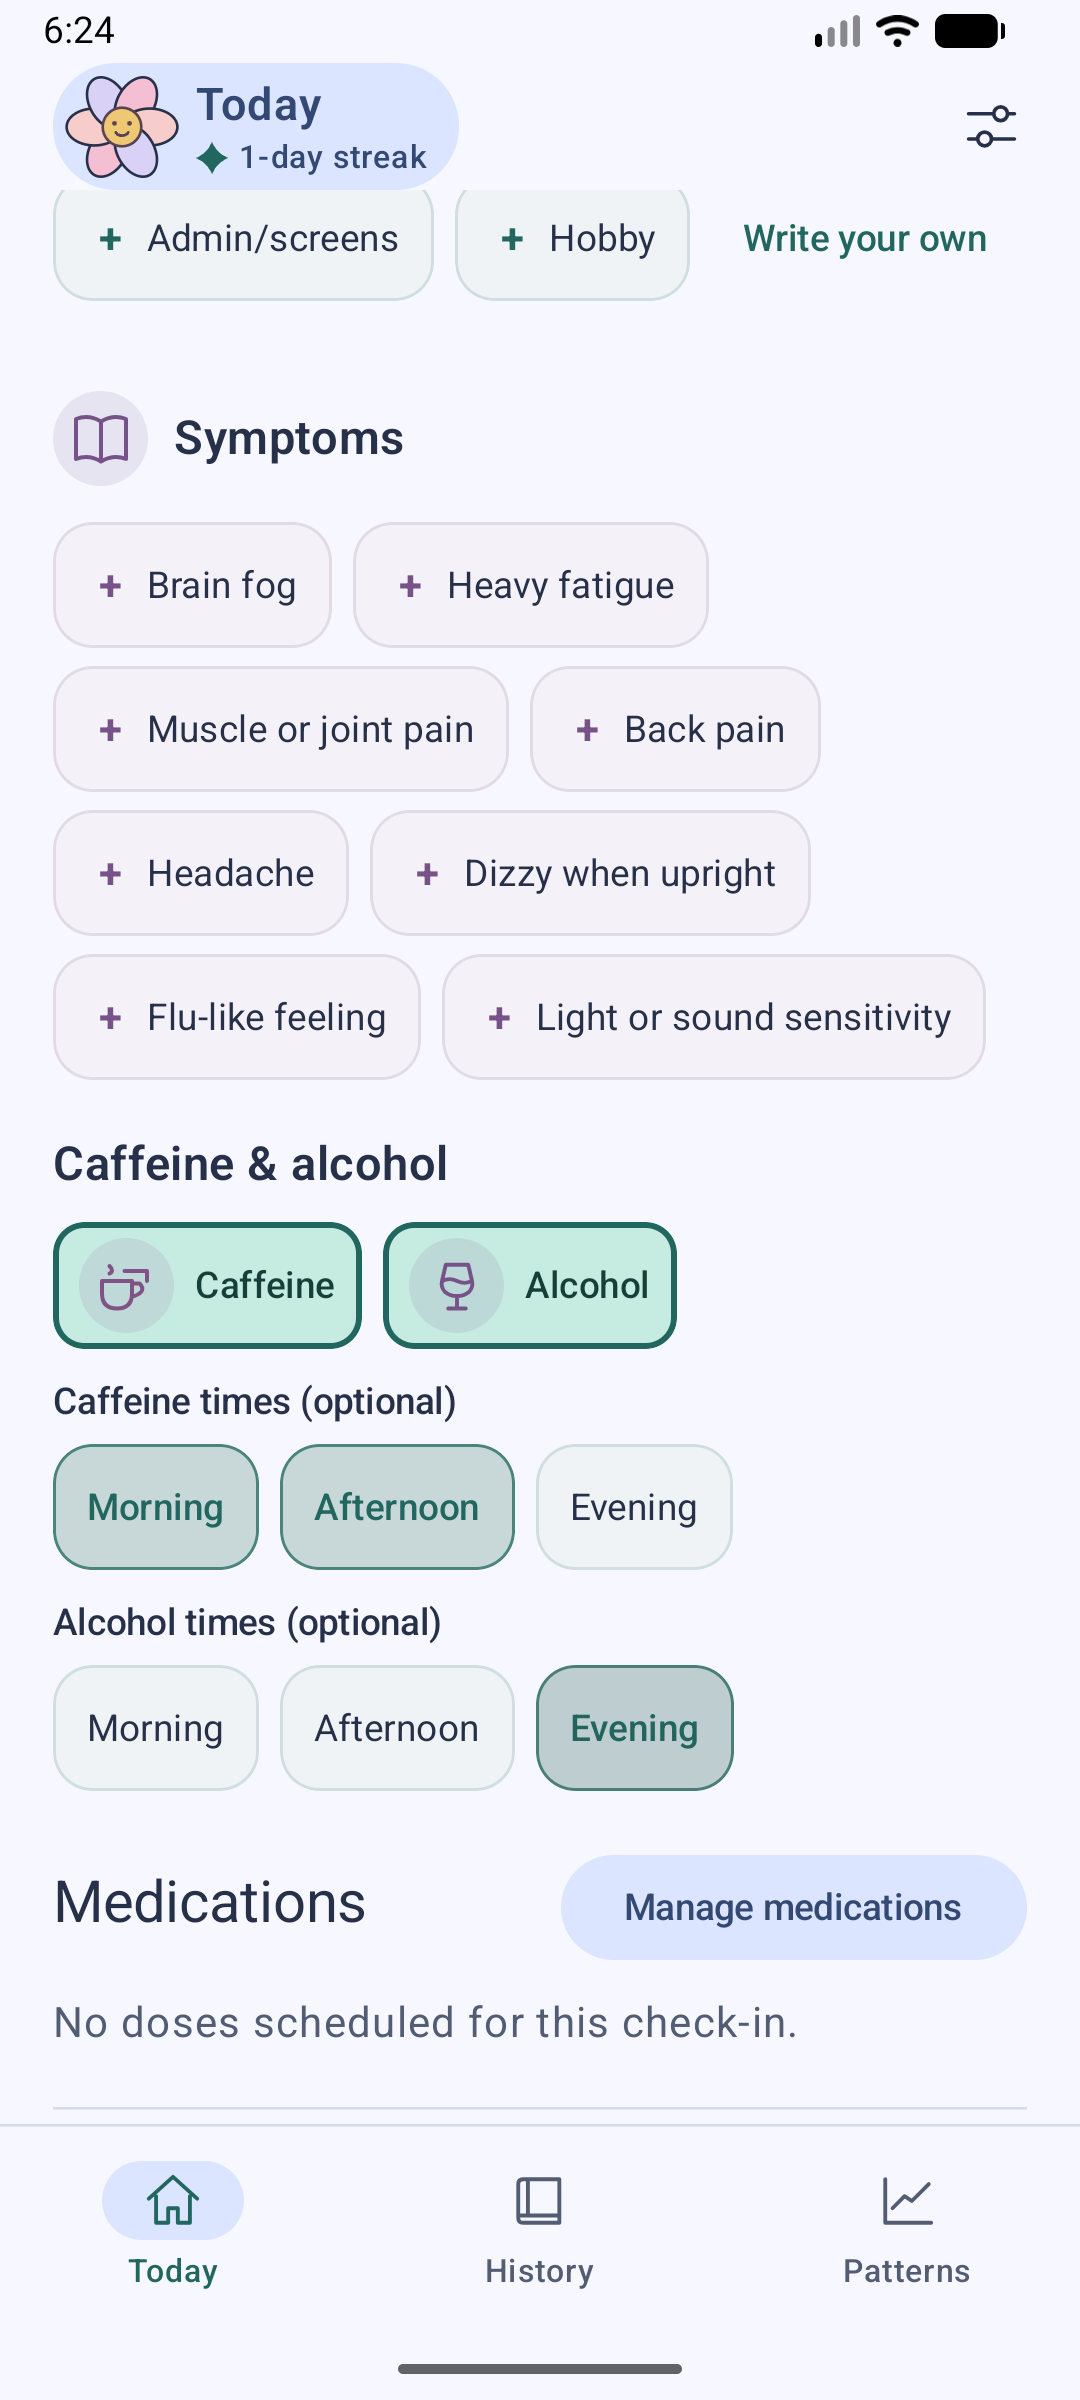 6:24
Today
1-day streak
+ Admin/screens + Hobby Write your own
Symptoms
+ Brain fog + Heavy fatigue
+ Muscle or joint pain + Back pain
+ Headache + Dizzy when upright
+ Flu-like feeling + Light or sound sensitivity
Caffeine & alcohol
Caffeine Alcohol
Caffeine times (optional)
Morning Afternoon Evening
Alcohol times (optional)
Morning Afternoon Evening
Medications Manage medications
No doses scheduled for this check-in.
Today History Patterns